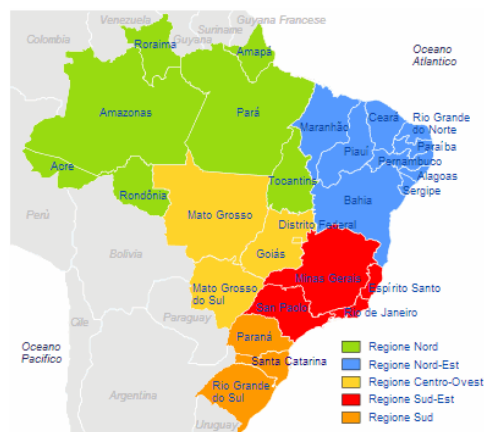 Venezuela
Guyana Francese
Suriname
Guyana
Colombia
Roraima
Amapá
Oceano
Atlantico
Amazonas
Pará
Maranhão
Ceará
Rio Grande
do Norte
Piauí
Paraíba
Pernambuco
Acre
Alagoas
Tocantins
Rondônia
Sergipe
Bahia
Perù
Mato Grosso
Distrito Federal
Bolivia
Goiás
Minas Gerais
Mato Grosso
do Sul
Espírito Santo
San Paolo
Rio de Janeiro
Paraguay
Cile
Paraná
Oceano
Pacifico
Santa Catarina
Rio Grande
do Sul
Argentina
Uruguay
Regione Nord
Regione Nord-Est
Regione Centro-Ovest
Regione Sud-Est
Regione Sud